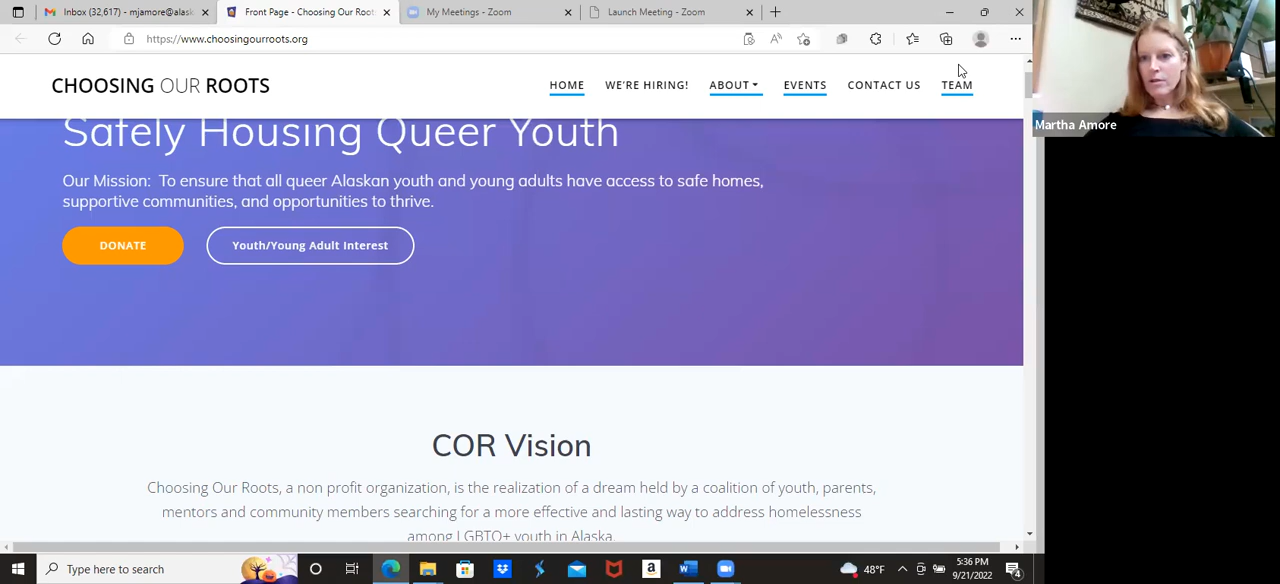 Inbox (32,617) - mjamore@alask
Front Page - Choosing Our Root
My Meetings - Zoom
Launch Meeting - Zoom
https://www.choosingourroots.org
CHOOSING OUR ROOTS
HOME
WE'RE HIRING!
ABOUT
EVENTS
CONTACT US
TEAM
Martha Amore
Safely Housing Queer Youth
Our Mission: To ensure that all queer Alaskan youth and young adults have access to safe homes,
supportive communities, and opportunities to thrive.
DONATE
Youth/Young Adult Interest
COR Vision
Choosing Our Roots, a non profit organization, is the realization of a dream held by a coalition of youth, parents,
mentors and community members searching for a more effective and lasting way to address homelessness
among LGBTQ+ youth in Alaska.
Type here to search
48°F
5:36 PM
9/21/2022
4